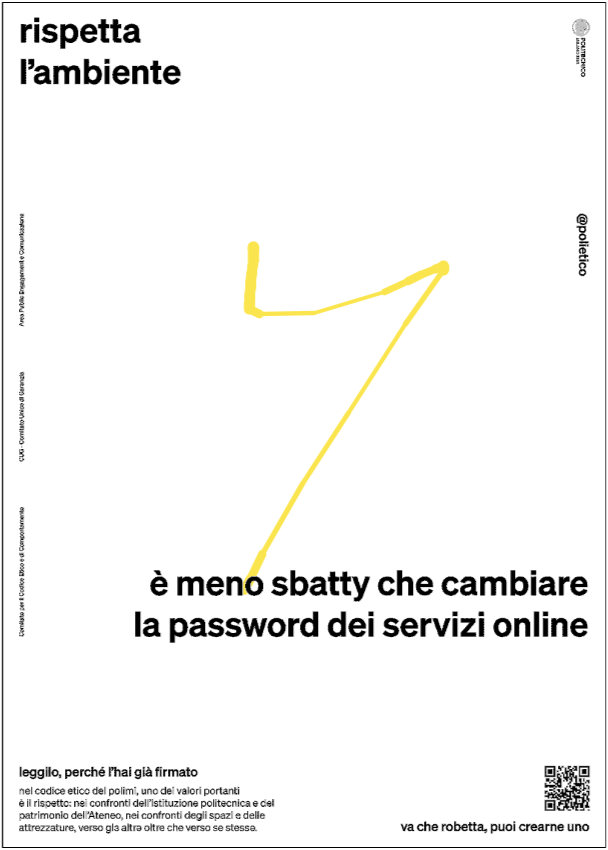 rispetta
l'ambiente
POLITECNICO
MILANO 1863
@polietico
Area Public Engagement e Comunicazione
CUG - Comitato Unico di Garanzia
Comitato per il Codice Etico e di Comportamento
è meno sbatty che cambiare
la password dei servizi online
leggilo, perché l'hai già firmato
nel codice etico del polimi, uno dei valori portanti
è il rispetto: nei confronti dell'istituzione politecnica e del
patrimonio dell'Ateneo, nei confronti degli spazi e delle
attrezzature, verso glɜ altrɜ oltre che verso se stessɜ.
va che robetta, puoi crearne uno